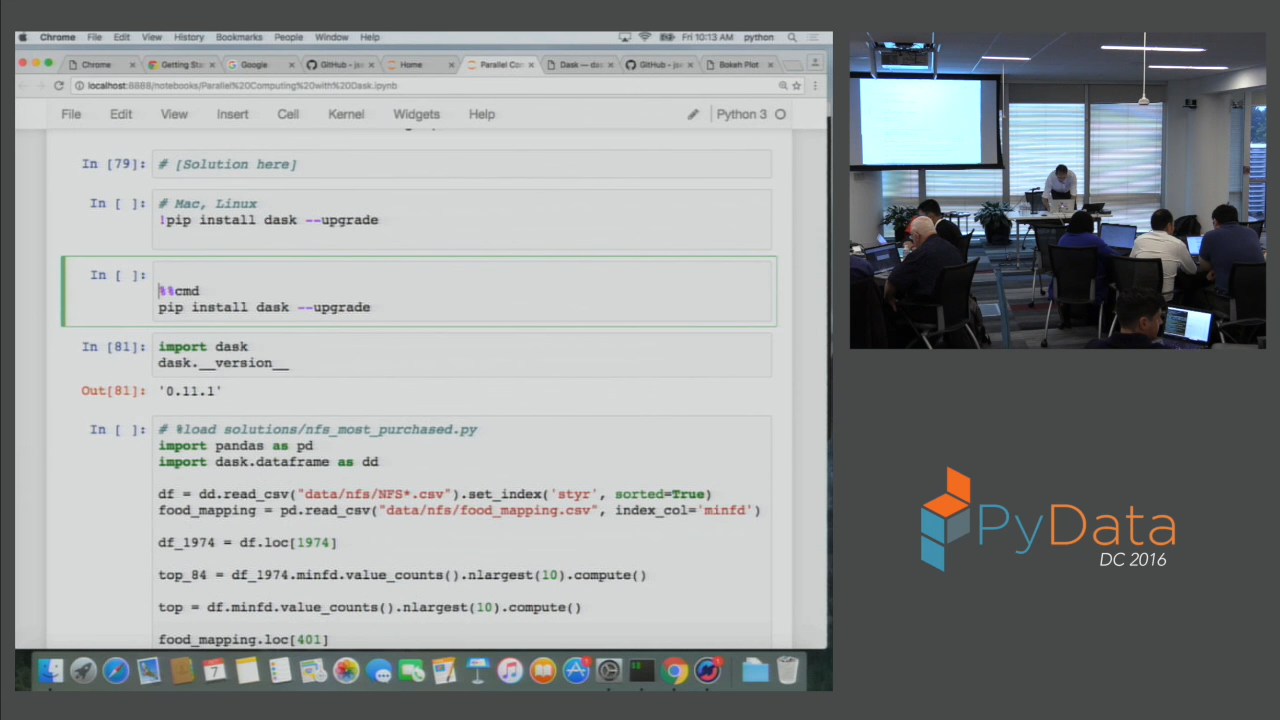 Chrome File Edit View History Bookmarks People Window Help Fri 10:13 AM python
Chrome Getting Sta Google GitHub - jcr Home Parallel Com Dask — das GitHub - jcr Bokeh Plot
localhost:8888/notebooks/Parallel%20Computing%20with%20Dask.ipynb
File Edit View Insert Cell Kernel Widgets Help Python 3
In [79]: # [Solution here]
In [ ]: # Mac, Linux
!pip install dask --upgrade
In [ ]:
%%cmd
pip install dask --upgrade
In [81]: import dask
dask.__version__
Out[81]: '0.11.1'
In [ ]: # %load solutions/nfs_most_purchased.py
import pandas as pd
import dask.dataframe as dd
df = dd.read_csv("data/nfs/NFS*.csv").set_index('styr', sorted=True)
food_mapping = pd.read_csv("data/nfs/food_mapping.csv", index_col='minfd')
df_1974 = df.loc[1974]
top_84 = df_1974.minfd.value_counts().nlargest(10).compute()
top = df.minfd.value_counts().nlargest(10).compute()
food_mapping.loc[401]
7
PyData
DC 2016